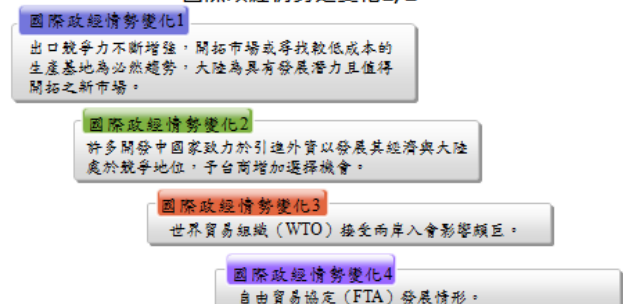 國際政經情勢變化1
出口競爭力不斷增強，開拓市場或尋找較低成本的
生產基地為必然趨勢，大陸為具有發展潛力且值得
開拓之新市場。
國際政經情勢變化2
許多開發中國家致力於引進外資以發展其經濟與大陸
處於競爭地位，予台商增加選擇機會。
國際政經情勢變化3
世界貿易組織（WTO）接受兩岸入會影響頗巨。
國際政經情勢變化4
自由貿易協定（FTA）發展情形。